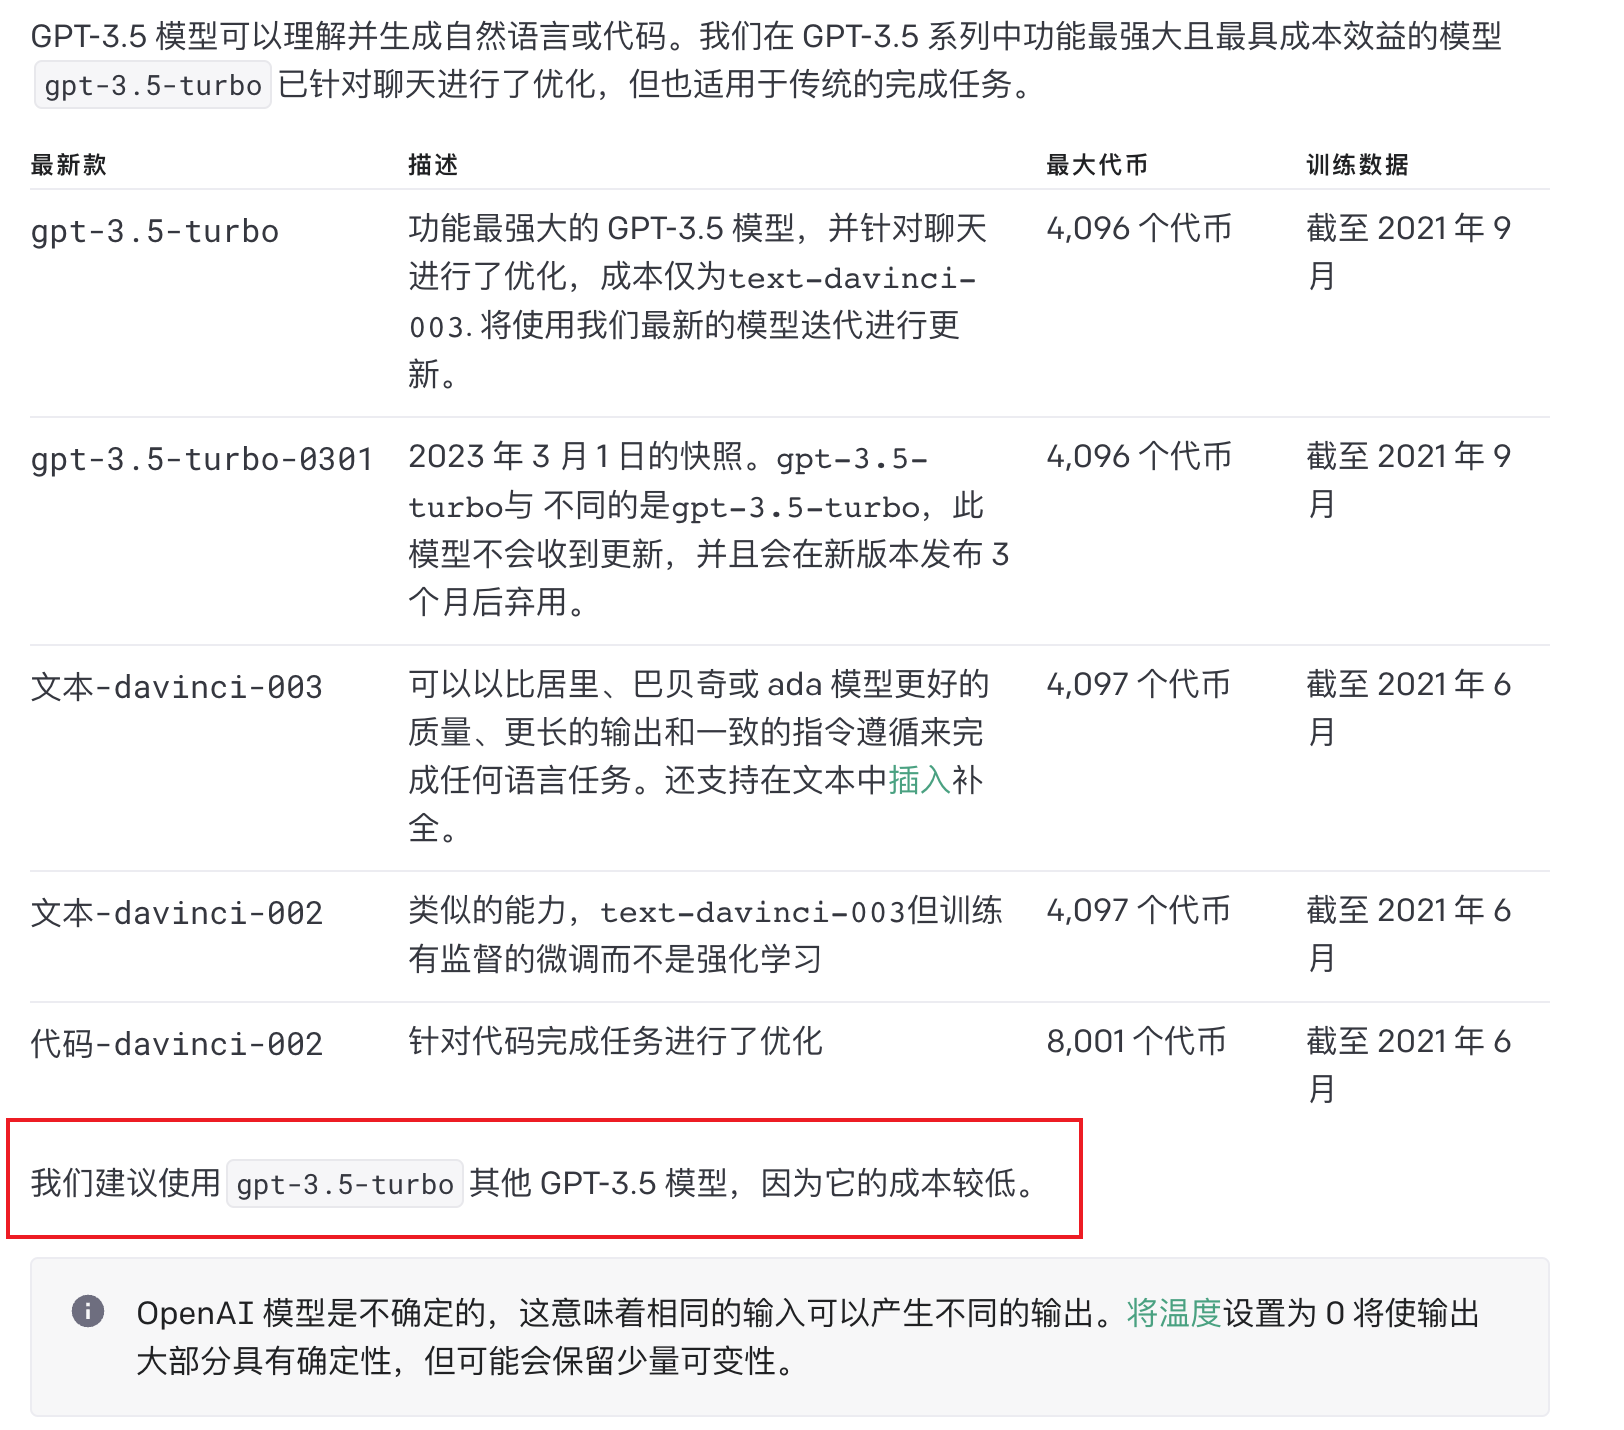 GPT-3.5 模型可以理解并生成自然语言或代码。我们在 GPT-3.5 系列中功能最强大且最具成本效益的模型
gpt-3.5-turbo 已针对聊天进行了优化，但也适用于传统的完成任务。
最新款 描述 最大代币 训练数据
gpt-3.5-turbo 功能最强大的 GPT-3.5 模型，并针对聊天 4,096 个代币 截至 2021 年 9
进行了优化，成本仅为text-davinci- 月
003. 将使用我们最新的模型迭代进行更
新。
gpt-3.5-turbo-0301 2023 年 3 月 1 日的快照。gpt-3.5- 4,096 个代币 截至 2021 年 9
turbo与 不同的是gpt-3.5-turbo，此 月
模型不会收到更新，并且会在新版本发布 3
个月后弃用。
文本-davinci-003 可以以比居里、巴贝奇或 ada 模型更好的 4,097 个代币 截至 2021 年 6
质量、更长的输出和一致的指令遵循来完 月
成任何语言任务。还支持在文本中插入补
全。
文本-davinci-002 类似的能力，text-davinci-003但训练 4,097 个代币 截至 2021 年 6
有监督的微调而不是强化学习 月
代码-davinci-002 针对代码完成任务进行了优化 8,001 个代币 截至 2021 年 6
月
我们建议使用 gpt-3.5-turbo 其他 GPT-3.5 模型，因为它的成本较低。
OpenAI 模型是不确定的，这意味着相同的输入可以产生不同的输出。将温度设置为 0 将使输出
大部分具有确定性，但可能会保留少量可变性。